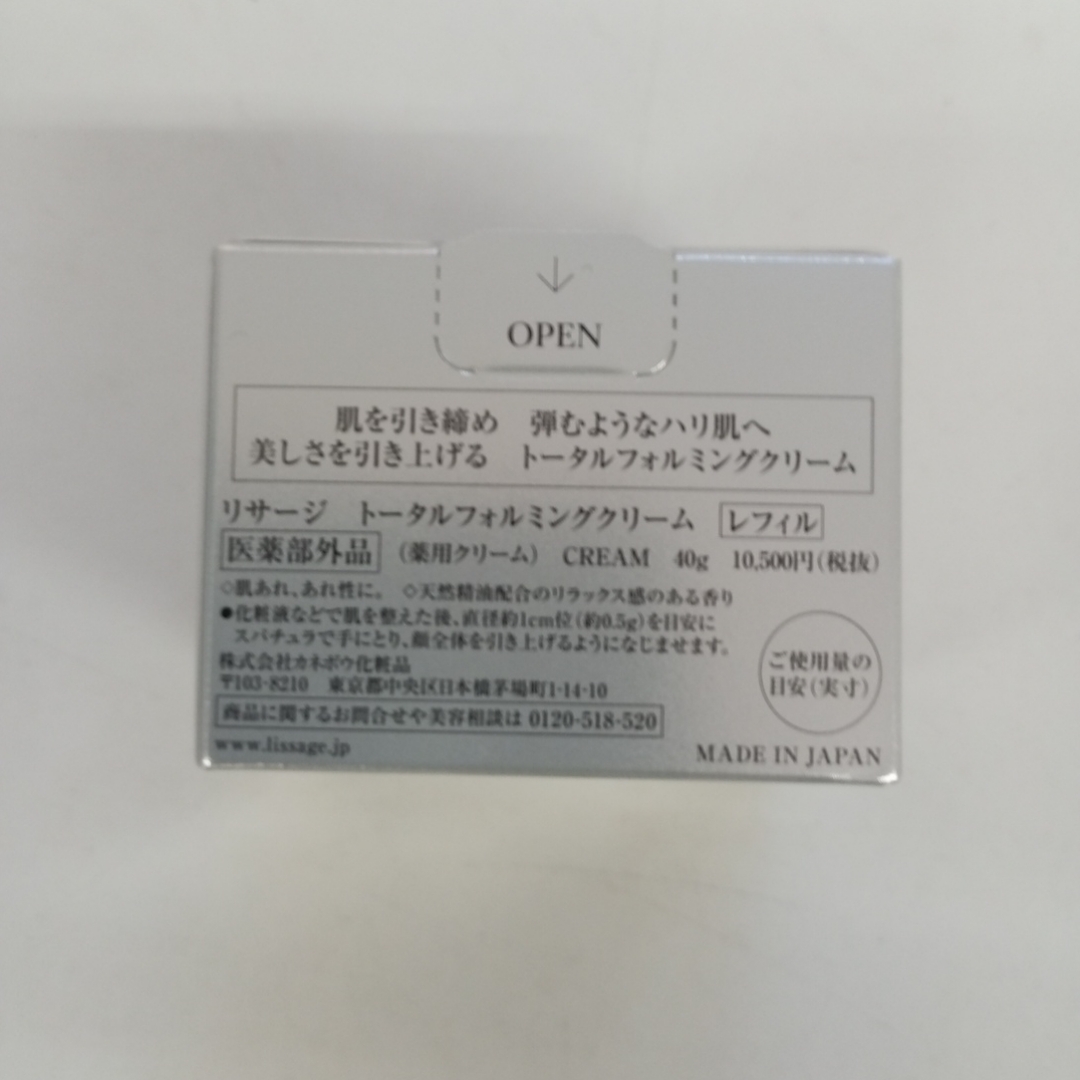 ↓
OPEN
肌を引き締め　弾むようなハリ肌へ
美しさを引き上げる　トータルフォルミングクリーム
リサージ　トータルフォルミングクリーム　レフィル
医薬部外品　（薬用クリーム）　CREAM　40g　10,500円（税抜）
◇肌あれ、あれ性に。　◇天然精油配合のリラックス感のある香り
●化粧液などで肌を整えた後、直径約1cm位（約0.5g）を目安に
スパチュラで手にとり、顔全体を引き上げるようになじませます。
株式会社カネボウ化粧品
〒103-8210　東京都中央区日本橋茅場町1-14-10
商品に関するお問合せや美容相談は 0120-518-520
www.lissage.jp
ご使用量の
目安（実寸）
MADE IN JAPAN